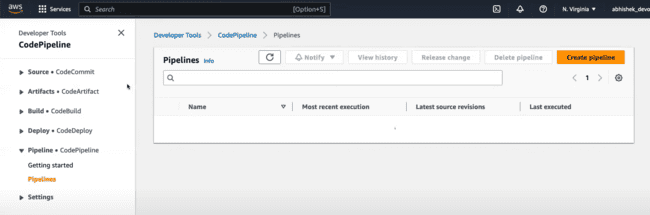 aws Services Search [Option+S] N. Virginia abhishek_devo
Developer Tools
CodePipeline
Source • CodeCommit
Artifacts • CodeArtifact
Build • CodeBuild
Deploy • CodeDeploy
Pipeline • CodePipeline
Getting started
Pipelines
Settings
Developer Tools CodePipeline Pipelines
Pipelines Info Notify View history Release change Delete pipeline Create pipeline
1
Name Most recent execution Latest source revisions Last executed